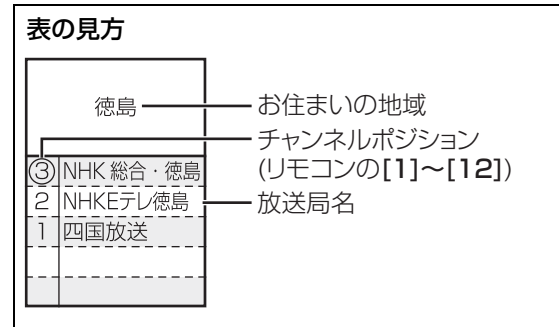 表の見方
徳島
お住まいの地域
チャンネルポジション
(リモコンの[1]～[12])
③ NHK 総合・徳島
2 NHKEテレ徳島
放送局名
1 四国放送